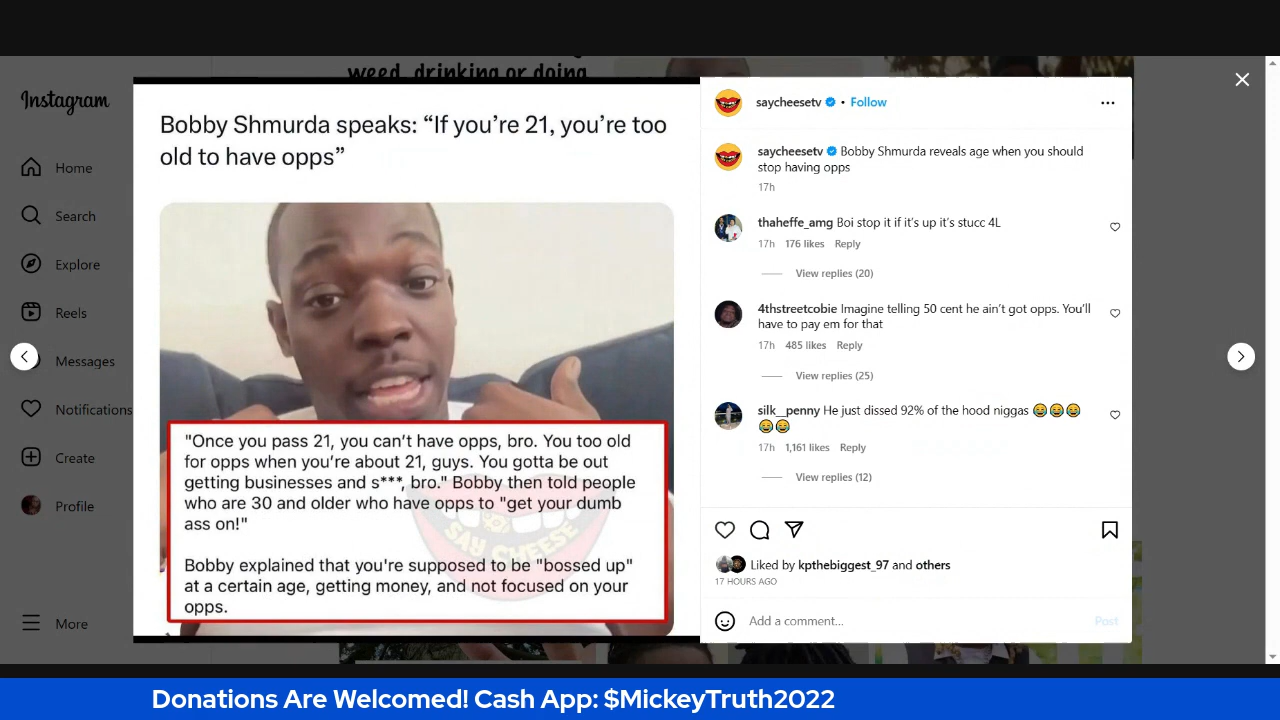 weed, drinking or doing
Instagram
Home
Search
Explore
Reels
Messages
Notifications
Create
Profile
More
Bobby Shmurda speaks: “If you’re 21, you’re too
old to have opps”
"Once you pass 21, you can’t have opps, bro. You too old
for opps when you’re about 21, guys. You gotta be out
getting businesses and s***, bro." Bobby then told people
who are 30 and older who have opps to "get your dumb
ass on!"
Bobby explained that you're supposed to be "bossed up"
at a certain age, getting money, and not focused on your
opps.
SAY CHEESE
saycheesetv • Follow
saycheesetv Bobby Shmurda reveals age when you should
stop having opps
17h
thaheffe_amg Boi stop it if it’s up it’s stucc 4L
17h 176 likes Reply
View replies (20)
4thstreetcobie Imagine telling 50 cent he ain’t got opps. You’ll
have to pay em for that
17h 485 likes Reply
View replies (25)
silk__penny He just dissed 92% of the hood niggas 😂😂😂
😂😂
17h 1,161 likes Reply
View replies (12)
Liked by kpthebiggest_97 and others
17 HOURS AGO
Add a comment...
Post
Donations Are Welcomed! Cash App: $MickeyTruth2022